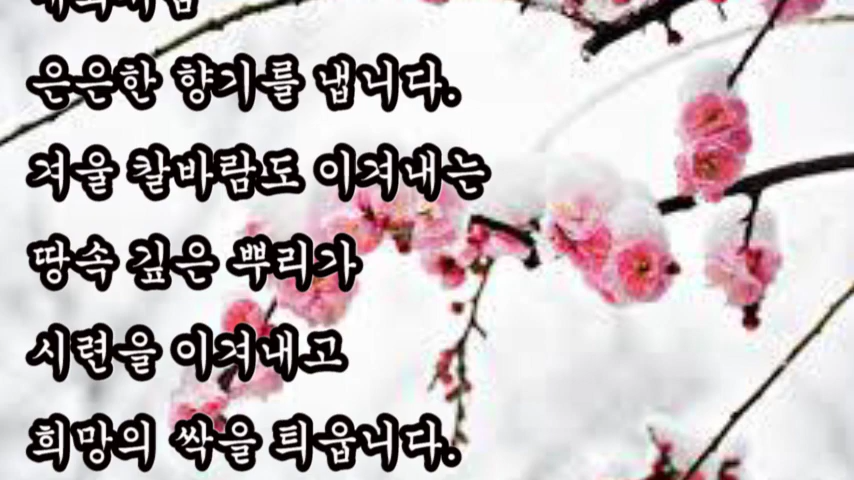 은은한 향기를 냅니다.
겨울 칼바람도 이겨내는
땅속 깊은 뿌리가
시련을 이겨내고
희망의 싹을 틔웁니다.